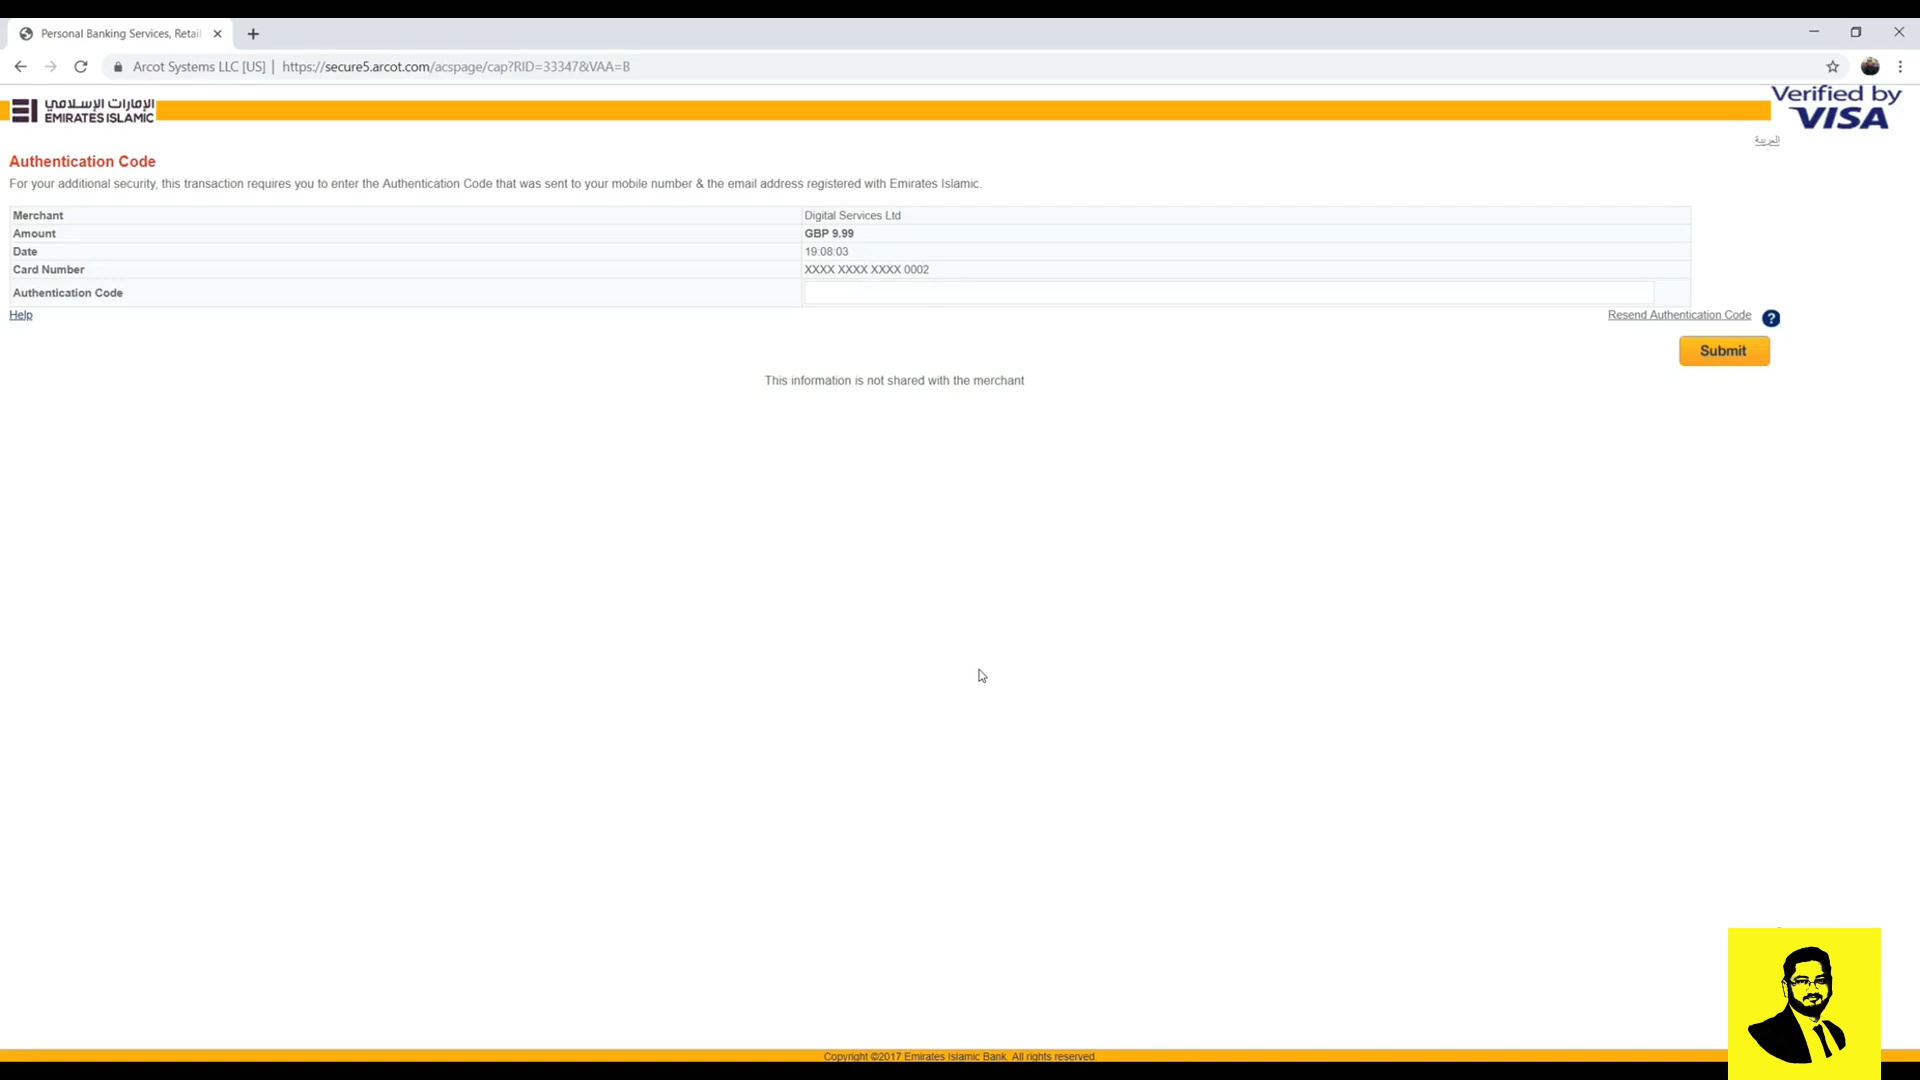 Personal Banking Services, Retail
Arcot Systems LLC [US] | https://secure5.arcot.com/acspage/cap?RID=33347&VAA=B
الإمارات الإسلامي
EMIRATES ISLAMIC
Verified by
VISA
العربية
Authentication Code
For your additional security, this transaction requires you to enter the Authentication Code that was sent to your mobile number & the email address registered with Emirates Islamic.
Merchant Digital Services Ltd
Amount GBP 9.99
Date 19:08:03
Card Number XXXX XXXX XXXX 0002
Authentication Code
Help Resend Authentication Code ?
Submit
This information is not shared with the merchant
Copyright ©2017 Emirates Islamic Bank. All rights reserved.